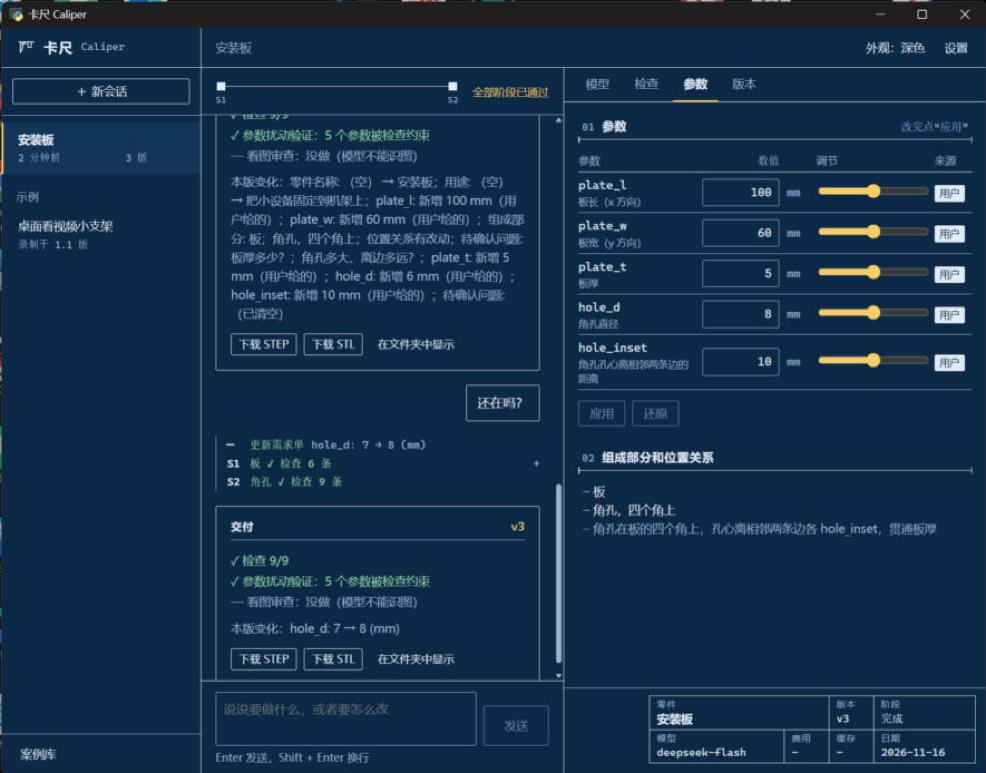 卡尺 Caliper
卡尺 Caliper
安装板
外观：深色 设置
+ 新会话
安装板
2 分钟前 3 版
示例
桌面看视频小支架
录制于 1.1 版
案例库
S1 S2 全部阶段已通过
✓ 检查 9/9
✓ 参数扰动验证：5 个参数被检查约束
— 看图审查：没做（模型不能识图）
本版变化：零件名称：（空） → 安装板；用途：（空）
→ 把小设备固定到机架上；plate_l: 新增 100 mm（用
户给的）；plate_w: 新增 60 mm（用户给的）；组成部
分: 板；角孔，四个角上；位置关系有改动；待确认问题:
板厚多少？；角孔多大、离边多远？；plate_t: 新增 5
mm（用户给的）；hole_d: 新增 6 mm（用户给的）；
hole_inset: 新增 10 mm（用户给的）；待确认问题:
（已清空）
下载 STEP 下载 STL 在文件夹中显示
还在吗?
— 更新需求单 hole_d: 7 → 8 (mm)
S1 板 ✓ 检查 6 条 +
S2 角孔 ✓ 检查 9 条
交付 v3
✓ 检查 9/9
✓ 参数扰动验证：5 个参数被检查约束
— 看图审查：没做（模型不能识图）
本版变化：hole_d: 7 → 8 (mm)
下载 STEP 下载 STL 在文件夹中显示
说说要做什么，或者要怎么改
发送
Enter 发送，Shift + Enter 换行
模型 检查 参数 版本
01 参数 改完点“应用”
参数 数值 调节 来源
plate_l 100 mm 用户
板长（x 方向）
plate_w 60 mm 用户
板宽（y 方向）
plate_t 5 mm 用户
板厚
hole_d 8 mm 用户
角孔直径
hole_inset 10 mm 用户
角孔孔心离相邻两条边的
距离
应用 还原
02 组成部分和位置关系
– 板
– 角孔，四个角上
– 角孔在板的四个角上，孔心离相邻两条边各 hole_inset，贯通板厚
零件 版本 阶段
安装板 v3 完成
模型 费用 缓存 日期
deepseek-flash — — 2026-11-16